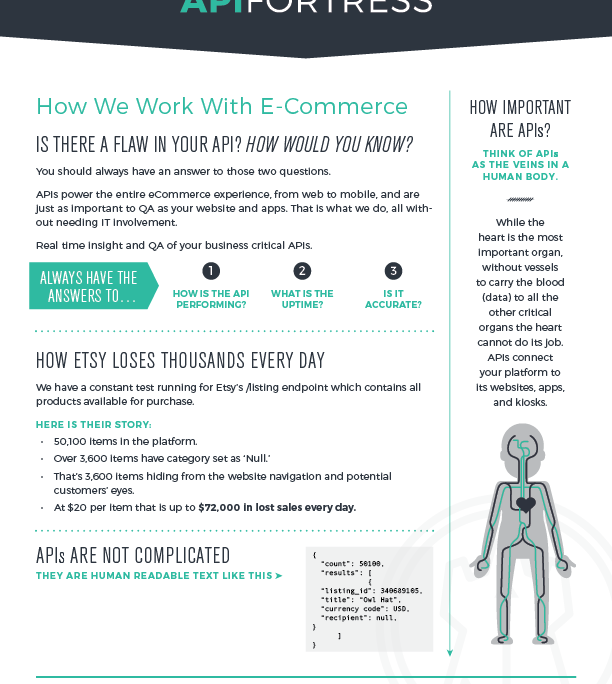 APIFORTRESS
How We Work With E-Commerce
IS THERE A FLAW IN YOUR API? HOW WOULD YOU KNOW?
You should always have an answer to those two questions.
APIs power the entire eCommerce experience, from web to mobile, and are
just as important to QA as your website and apps. That is what we do, all with-
out needing IT involvement.
Real time insight and QA of your business critical APIs.
ALWAYS HAVE THE
ANSWERS TO...
1
HOW IS THE API
PERFORMING?
2
WHAT IS THE
UPTIME?
3
IS IT
ACCURATE?
HOW ETSY LOSES THOUSANDS EVERY DAY
We have a constant test running for Etsy's /listing endpoint which contains all
products available for purchase.
HERE IS THEIR STORY:
• 50,100 items in the platform.
• Over 3,600 items have category set as 'Null.'
• That's 3,600 items hiding from the website navigation and potential
customers' eyes.
• At $20 per item that is up to $72,000 in lost sales every day.
APIs ARE NOT COMPLICATED
THEY ARE HUMAN READABLE TEXT LIKE THIS ➤
{
"count": 50100,
"results": [
{
"listing_id": 340689105,
"title": "Owl Hat",
"currency code": USD,
"recipient": null,
}
]
}
HOW IMPORTANT
ARE APIs?
THINK OF APIs
AS THE VEINS IN A
HUMAN BODY.
While the
heart is the most
important organ,
without vessels
to carry the blood
(data) to all the
other critical
organs the heart
cannot do its job.
APIs connect
your platform to
its websites, apps,
and kiosks.